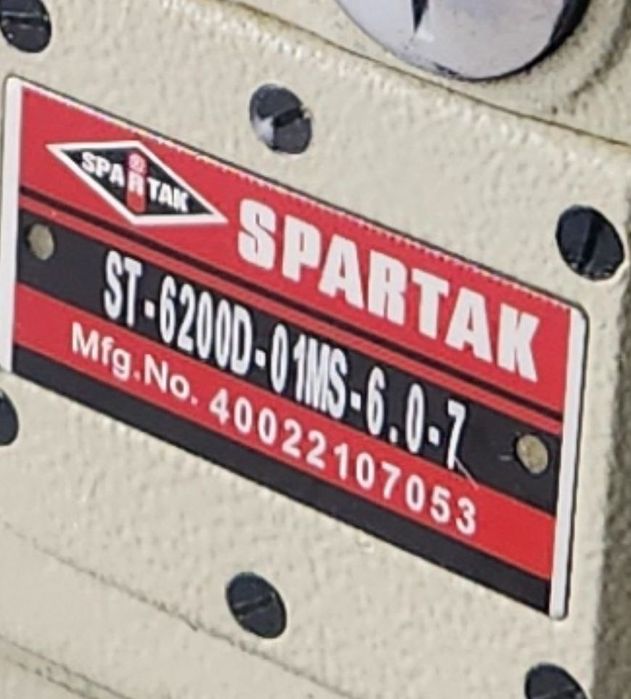 SPARTAK
SPARTAK
ST-6200D-01MS-6.0-7
Mfg.No. 40022107053